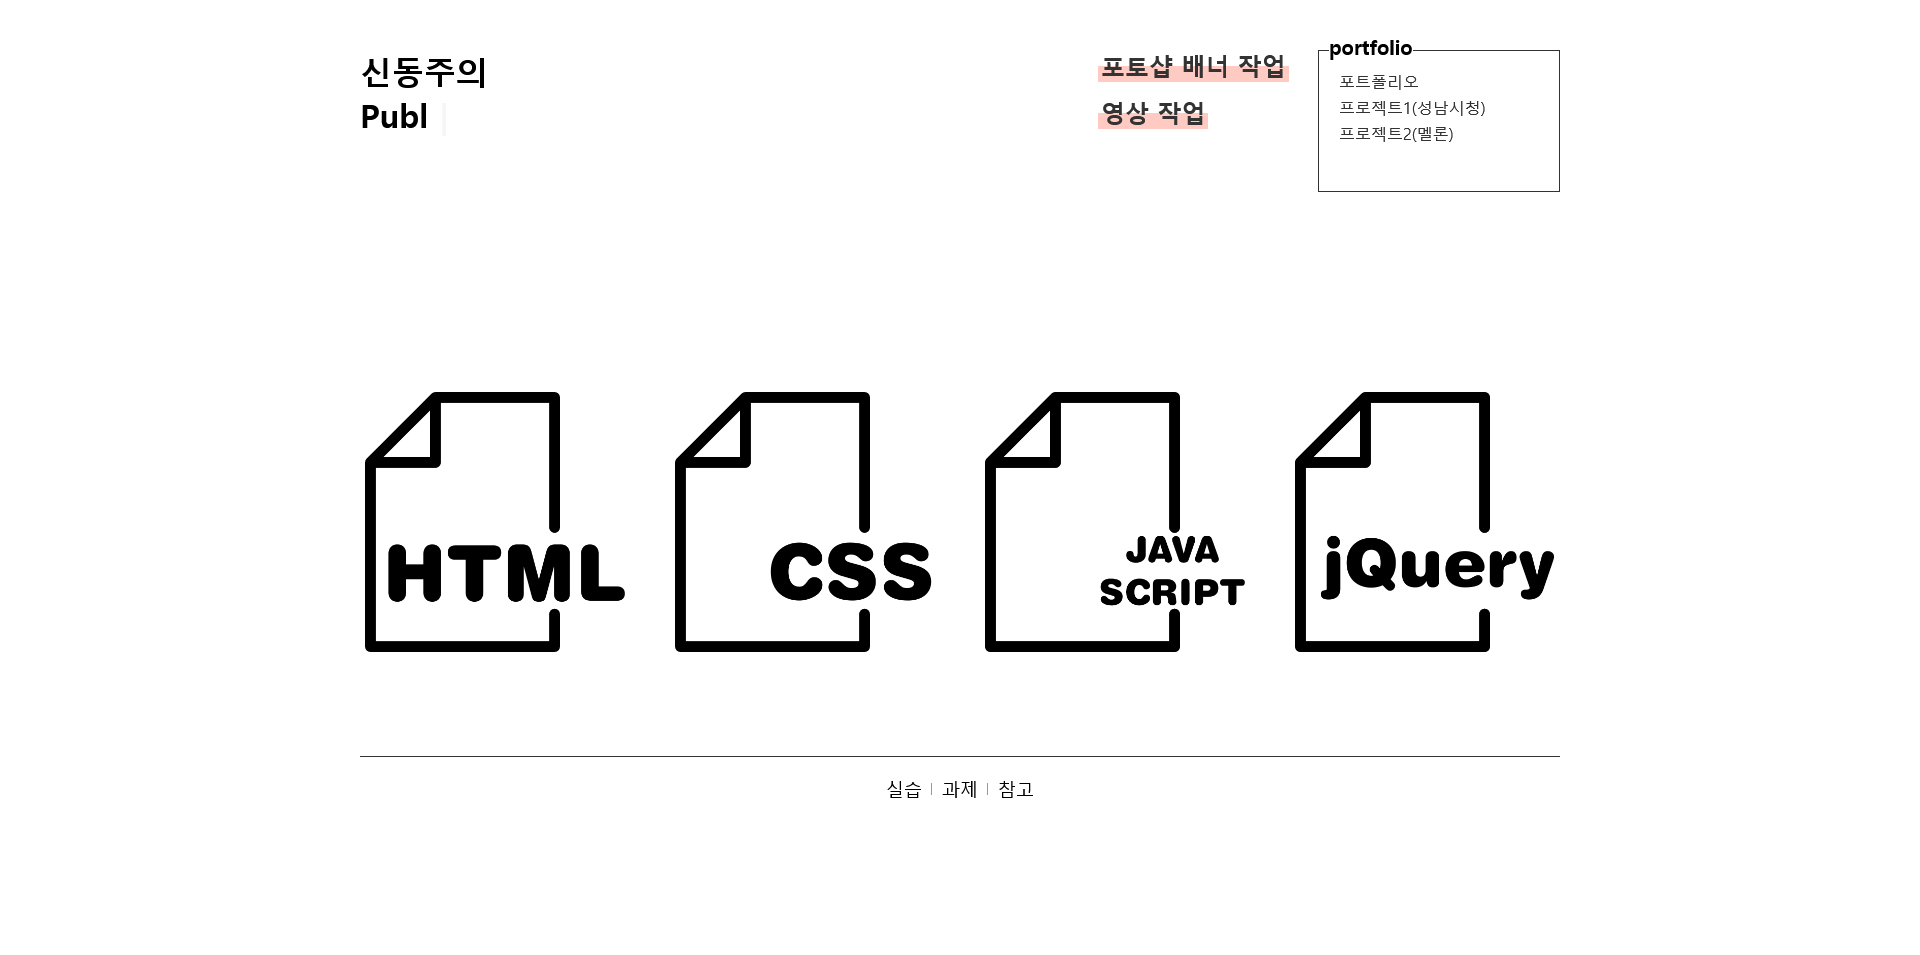 신동주의
Publ
포토샵 배너 작업
영상 작업
portfolio
포트폴리오
프로젝트1(성남시청)
프로젝트2(멜론)
HTML
CSS
JAVA
SCRIPT
jQuery
실습 과제 참고